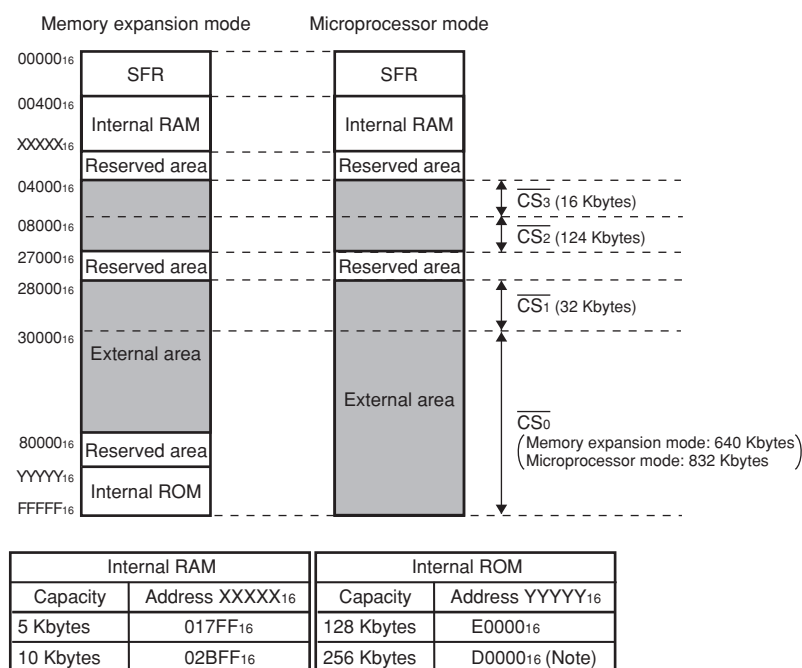 Memory expansion mode
Microprocessor mode
00000₁₆
SFR
SFR
00400₁₆
Internal RAM
Internal RAM
XXXXX₁₆
Reserved area
Reserved area
04000₁₆
CS₃ (16 Kbytes)
08000₁₆
CS₂ (124 Kbytes)
27000₁₆
Reserved area
Reserved area
28000₁₆
CS₁ (32 Kbytes)
30000₁₆
External area
External area
CS₀
(Memory expansion mode: 640 Kbytes
Microprocessor mode: 832 Kbytes)
80000₁₆
Reserved area
YYYYY₁₆
Internal ROM
FFFFF₁₆
Internal RAM Internal ROM
Capacity Address XXXXX₁₆ Capacity Address YYYYY₁₆
5 Kbytes 017FF₁₆ 128 Kbytes E0000₁₆
10 Kbytes 02BFF₁₆ 256 Kbytes D0000₁₆ (Note)